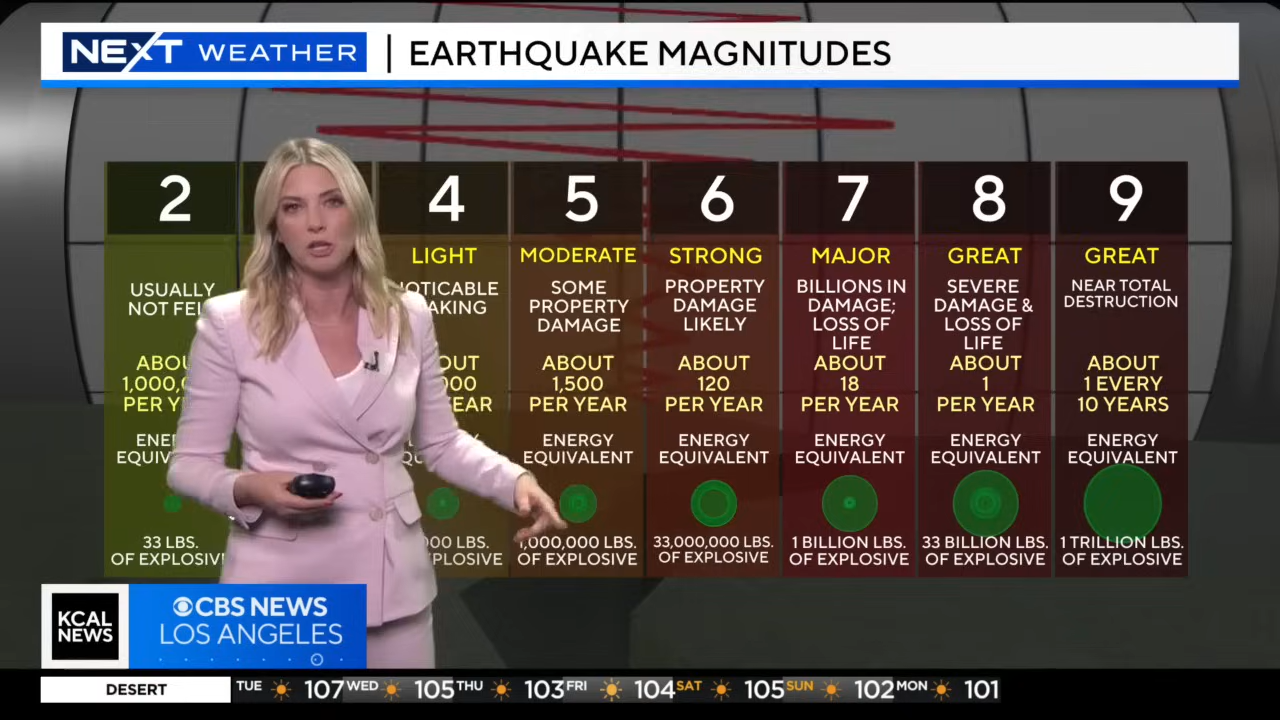 NEXT WEATHER | EARTHQUAKE MAGNITUDES
2
4
5
6
7
8
9
LIGHT
MODERATE
STRONG
MAJOR
GREAT
GREAT
USUALLY
NOT
SOME
PROPERTY
DAMAGE
PROPERTY
DAMAGE
LIKELY
BILLIONS IN
DAMAGE;
LOSS OF
LIFE
SEVERE
DAMAGE &
LOSS OF
LIFE
NEAR TOTAL
DESTRUCTION
ABOUT
1,500
PER YEAR
ABOUT
120
PER YEAR
ABOUT
18
PER YEAR
ABOUT
1
PER YEAR
ABOUT
1 EVERY
10 YEARS
ENERGY
EQUIVALENT
ENERGY
EQUIVALENT
ENERGY
EQUIVALENT
ENERGY
EQUIVALENT
ENERGY
EQUIVALENT
33 LBS.
OF EXPLOSIVE
LBS.
1,000,000 LBS.
OF EXPLOSIVE
33,000,000 LBS.
OF EXPLOSIVE
1 BILLION LBS.
OF EXPLOSIVE
33 BILLION LBS.
OF EXPLOSIVE
1 TRILLION LBS.
OF EXPLOSIVE
KCAL
NEWS
CBS NEWS
LOS ANGELES
DESERT TUE 107 WED 105 THU 103 FRI 104 SAT 105 SUN 102 MON 101